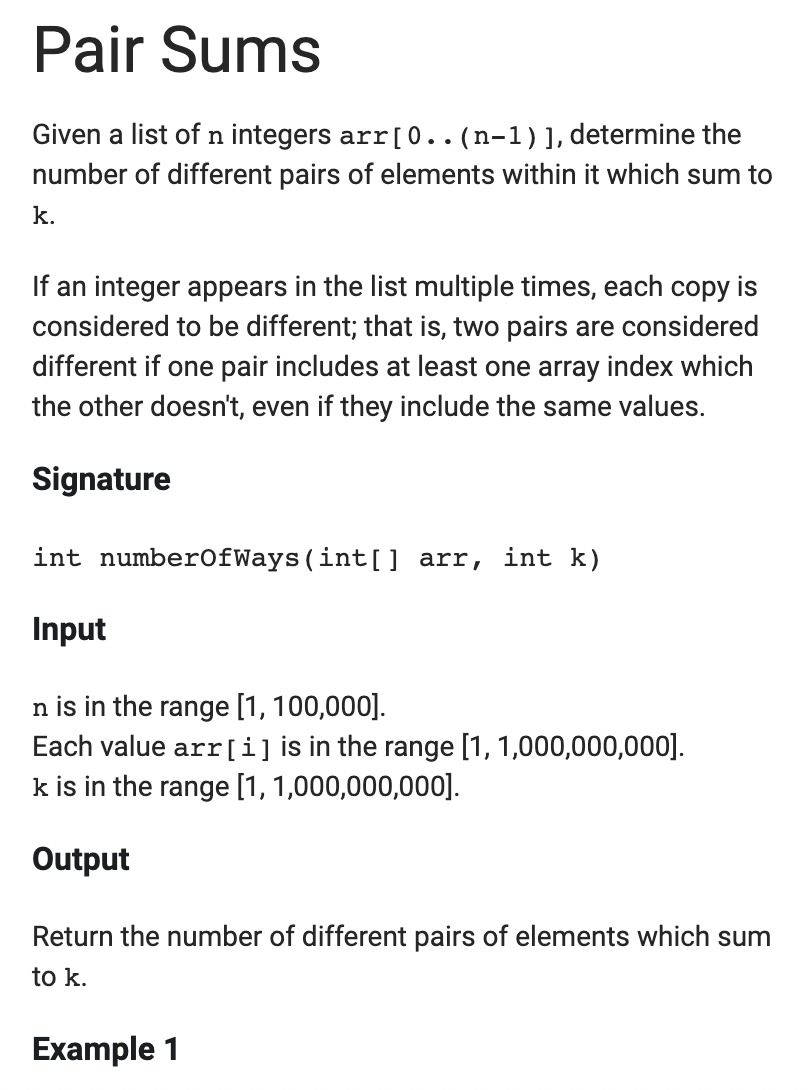 Pair Sums
Given a list of n integers arr[0..(n-1)], determine the
number of different pairs of elements within it which sum to
k.
If an integer appears in the list multiple times, each copy is
considered to be different; that is, two pairs are considered
different if one pair includes at least one array index which
the other doesn't, even if they include the same values.
Signature
int numberOfWays(int[] arr, int k)
Input
n is in the range [1, 100,000].
Each value arr[i] is in the range [1, 1,000,000,000].
k is in the range [1, 1,000,000,000].
Output
Return the number of different pairs of elements which sum
to k.
Example 1